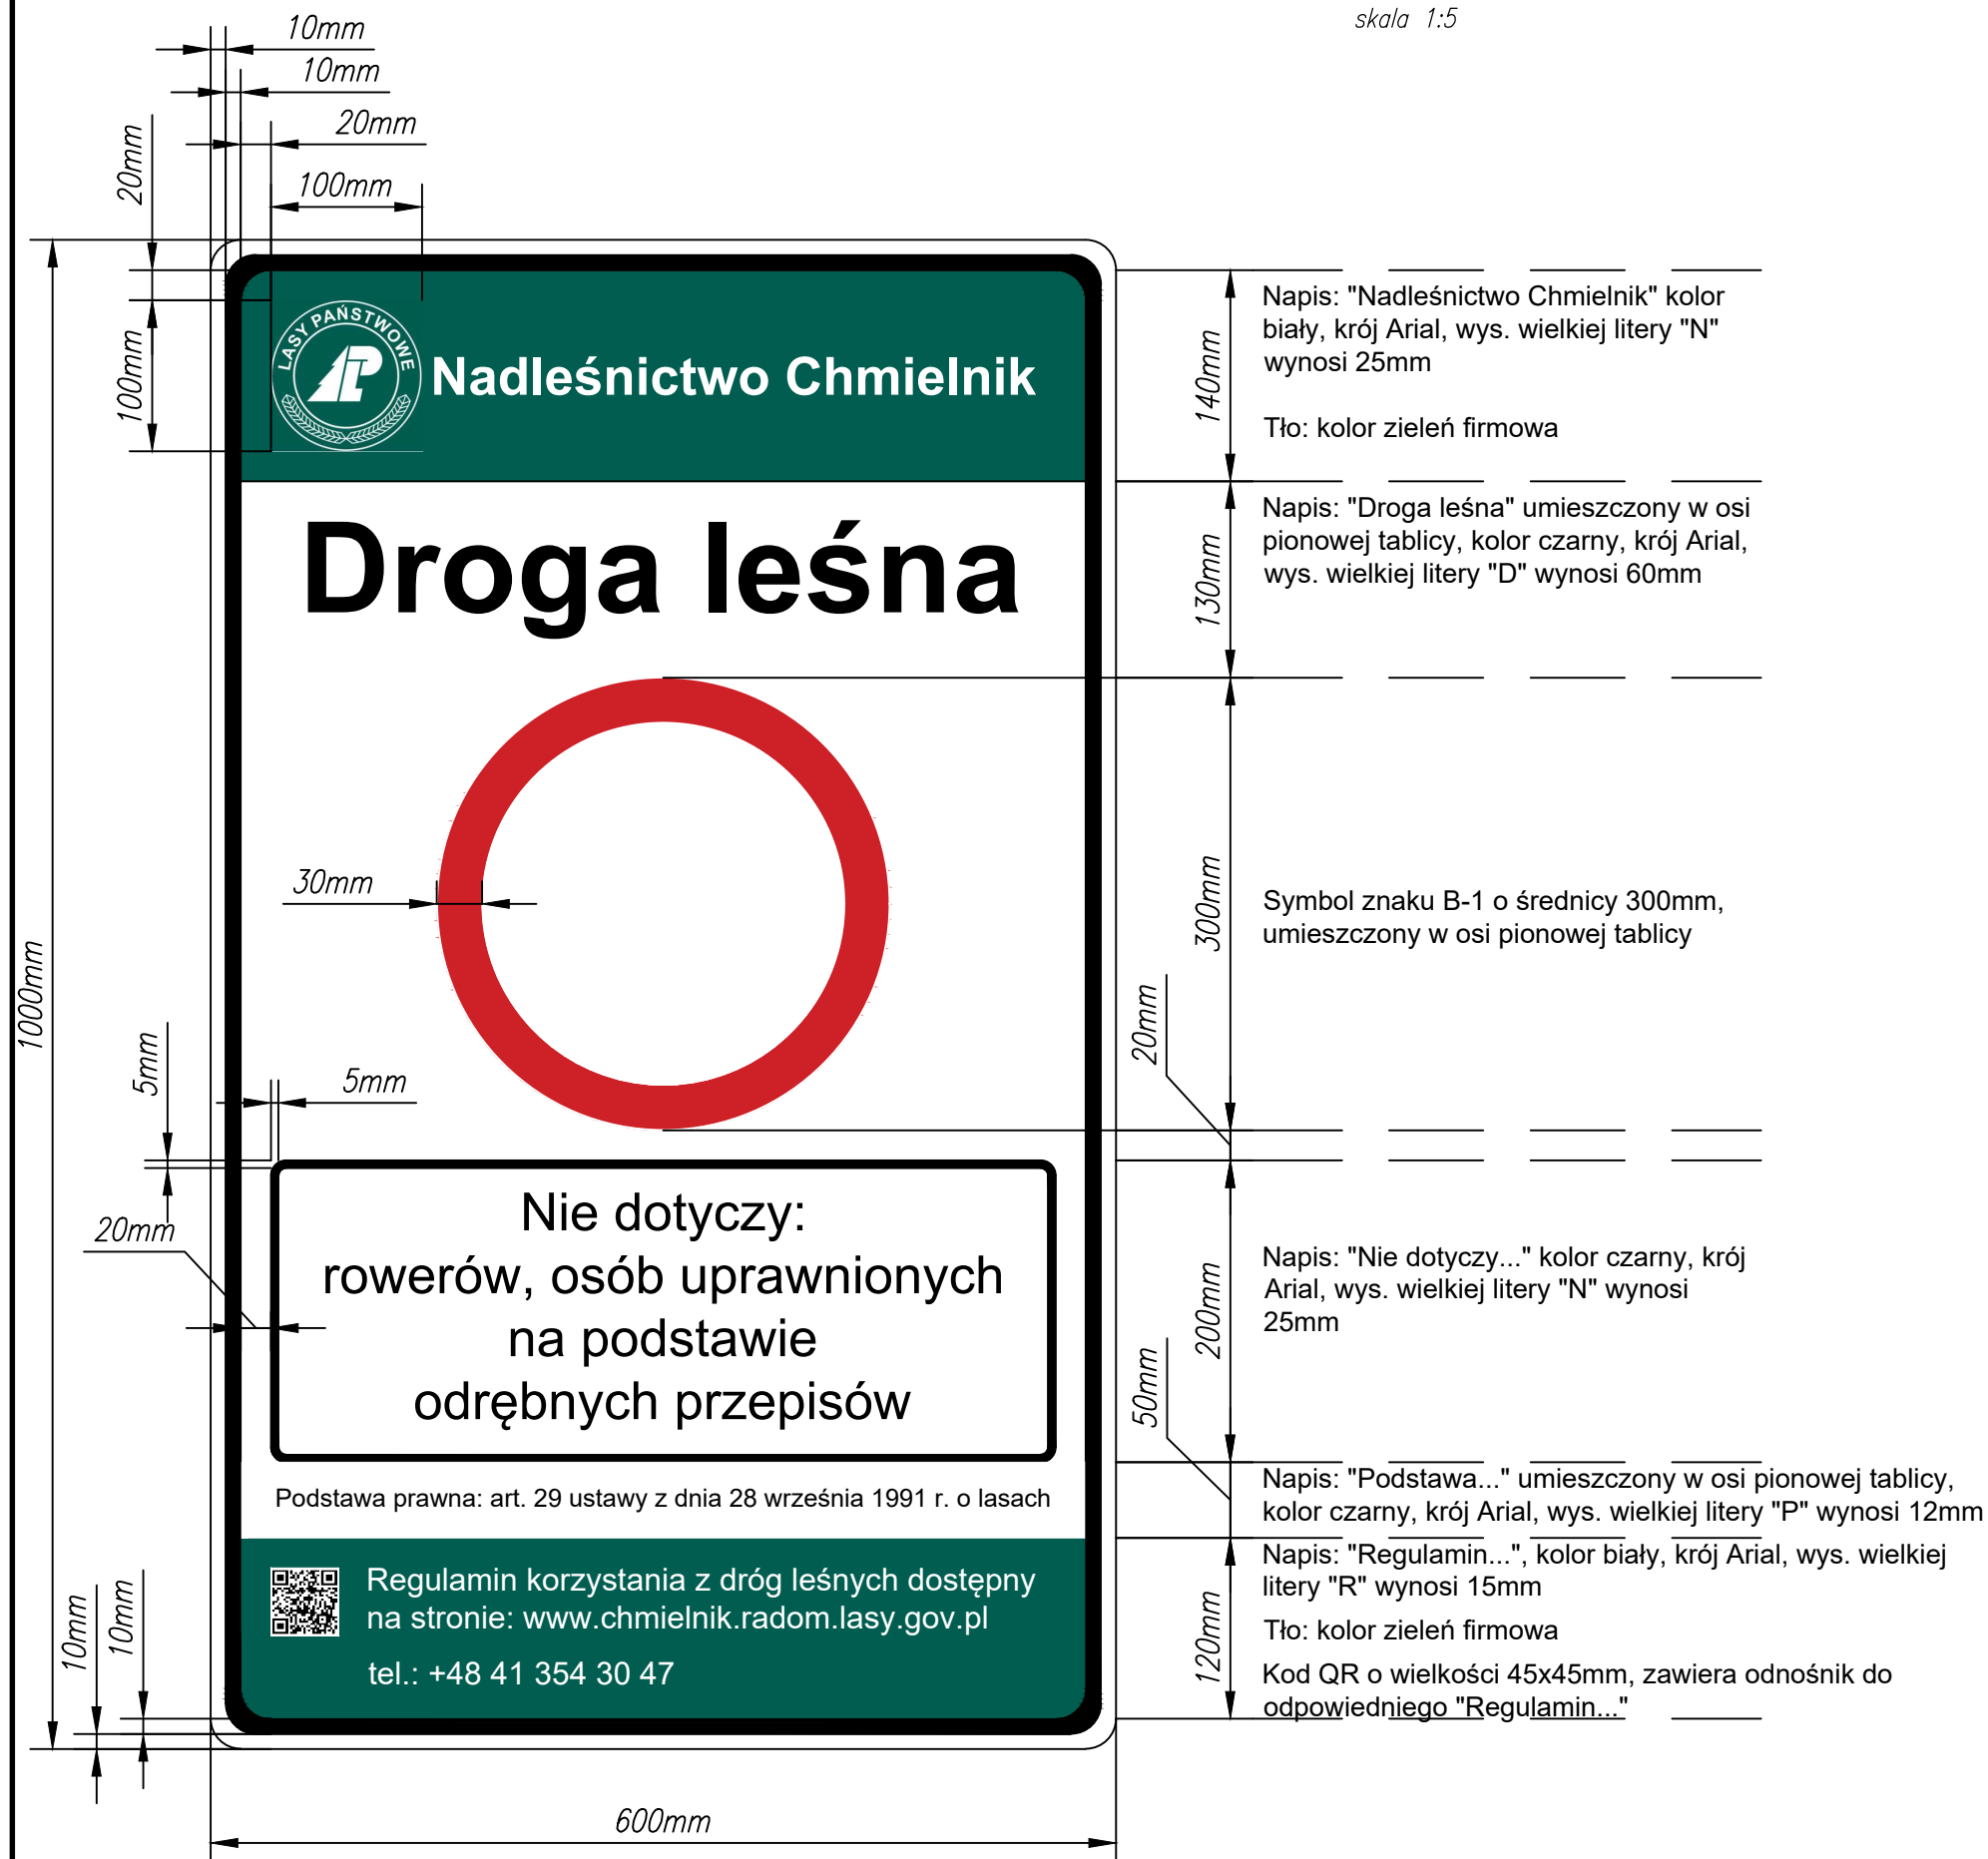 skala 1:5
10mm
10mm
20mm
20mm
100mm
100mm
LASY PAŃSTWOWE
Nadleśnictwo Chmielnik
Droga leśna
30mm
1000mm
5mm
5mm
20mm
Nie dotyczy:
rowerów, osób uprawnionych
na podstawie
odrębnych przepisów
Podstawa prawna: art. 29 ustawy z dnia 28 września 1991 r. o lasach
Regulamin korzystania z dróg leśnych dostępny
na stronie: www.chmielnik.radom.lasy.gov.pl
tel.: +48 41 354 30 47
10mm
10mm
600mm
140mm
Napis: "Nadleśnictwo Chmielnik" kolor
biały, krój Arial, wys. wielkiej litery "N"
wynosi 25mm
Tło: kolor zieleń firmowa
130mm
Napis: "Droga leśna" umieszczony w osi
pionowej tablicy, kolor czarny, krój Arial,
wys. wielkiej litery "D" wynosi 60mm
300mm
Symbol znaku B-1 o średnicy 300mm,
umieszczony w osi pionowej tablicy
20mm
200mm
Napis: "Nie dotyczy..." kolor czarny, krój
Arial, wys. wielkiej litery "N" wynosi
25mm
50mm
Napis: "Podstawa..." umieszczony w osi pionowej tablicy,
kolor czarny, krój Arial, wys. wielkiej litery "P" wynosi 12mm
120mm
Napis: "Regulamin...", kolor biały, krój Arial, wys. wielkiej
litery "R" wynosi 15mm
Tło: kolor zieleń firmowa
Kod QR o wielkości 45x45mm, zawiera odnośnik do
odpowiedniego "Regulamin..."